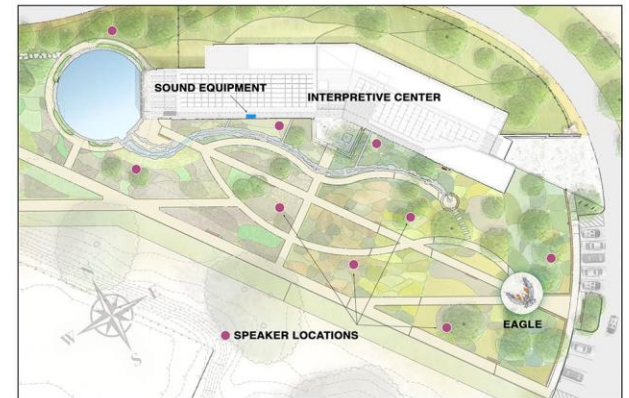 SOUND EQUIPMENT
INTERPRETIVE CENTER
EAGLE
W
S
SPEAKER LOCATIONS